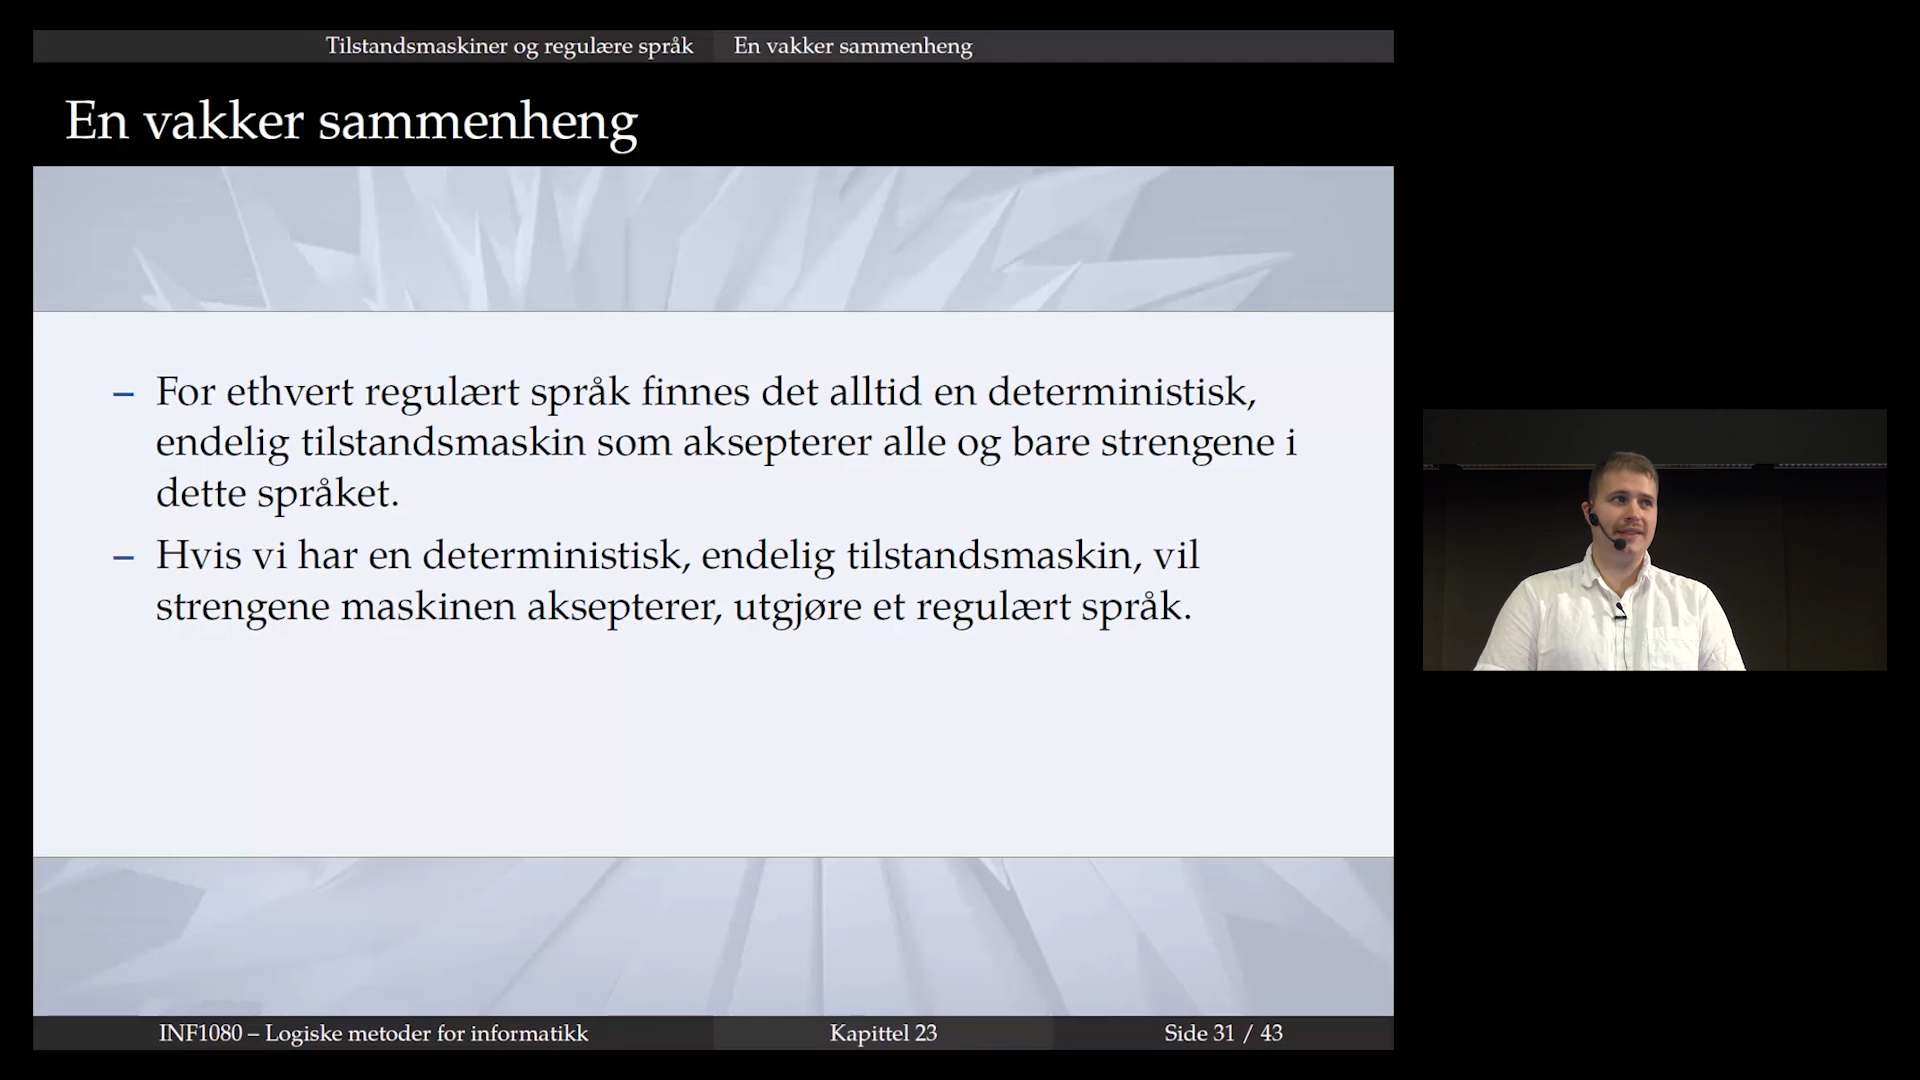 Tilstandsmaskiner og regulære språk En vakker sammenheng
En vakker sammenheng
– For ethvert regulært språk finnes det alltid en deterministisk,
endelig tilstandsmaskin som aksepterer alle og bare strengene i
dette språket.
– Hvis vi har en deterministisk, endelig tilstandsmaskin, vil
strengene maskinen aksepterer, utgjøre et regulært språk.
INF1080 – Logiske metoder for informatikk Kapittel 23 Side 31 / 43